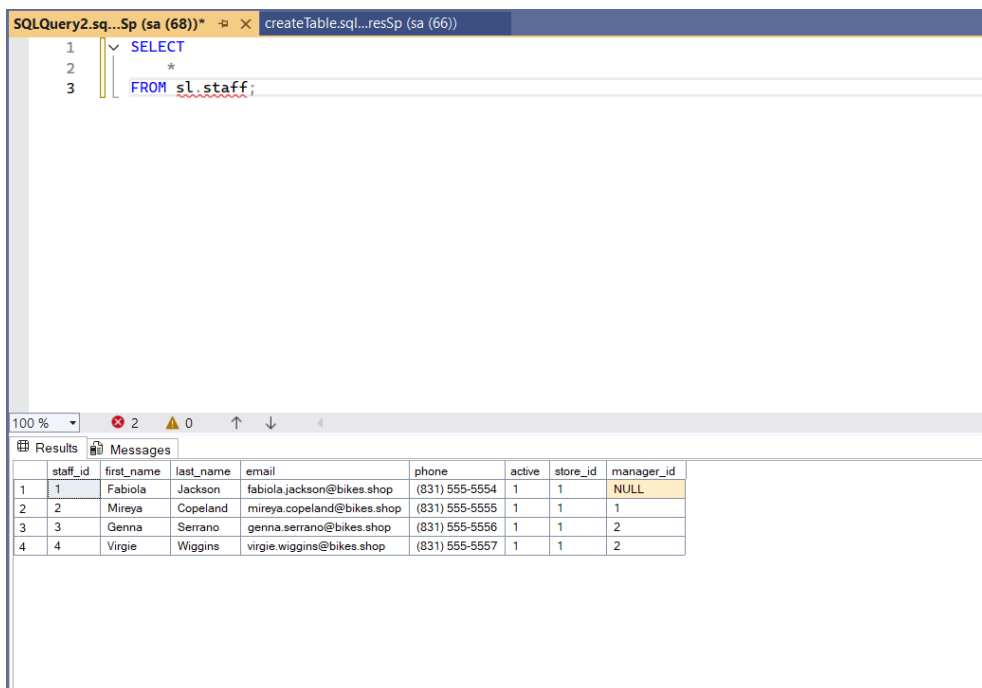 SQLQuery2.sq...Sp (sa (68))* createTable.sql...resSp (sa (66))
1 SELECT
2 *
3 FROM sl.staff;
100 % 2 0
Results Messages
staff_id first_name last_name email phone active store_id manager_id
1 1 Fabiola Jackson fabiola.jackson@bikes.shop (831) 555-5554 1 1 NULL
2 2 Mireya Copeland mireya.copeland@bikes.shop (831) 555-5555 1 1 1
3 3 Genna Serrano genna.serrano@bikes.shop (831) 555-5556 1 1 2
4 4 Virgie Wiggins virgie.wiggins@bikes.shop (831) 555-5557 1 1 2